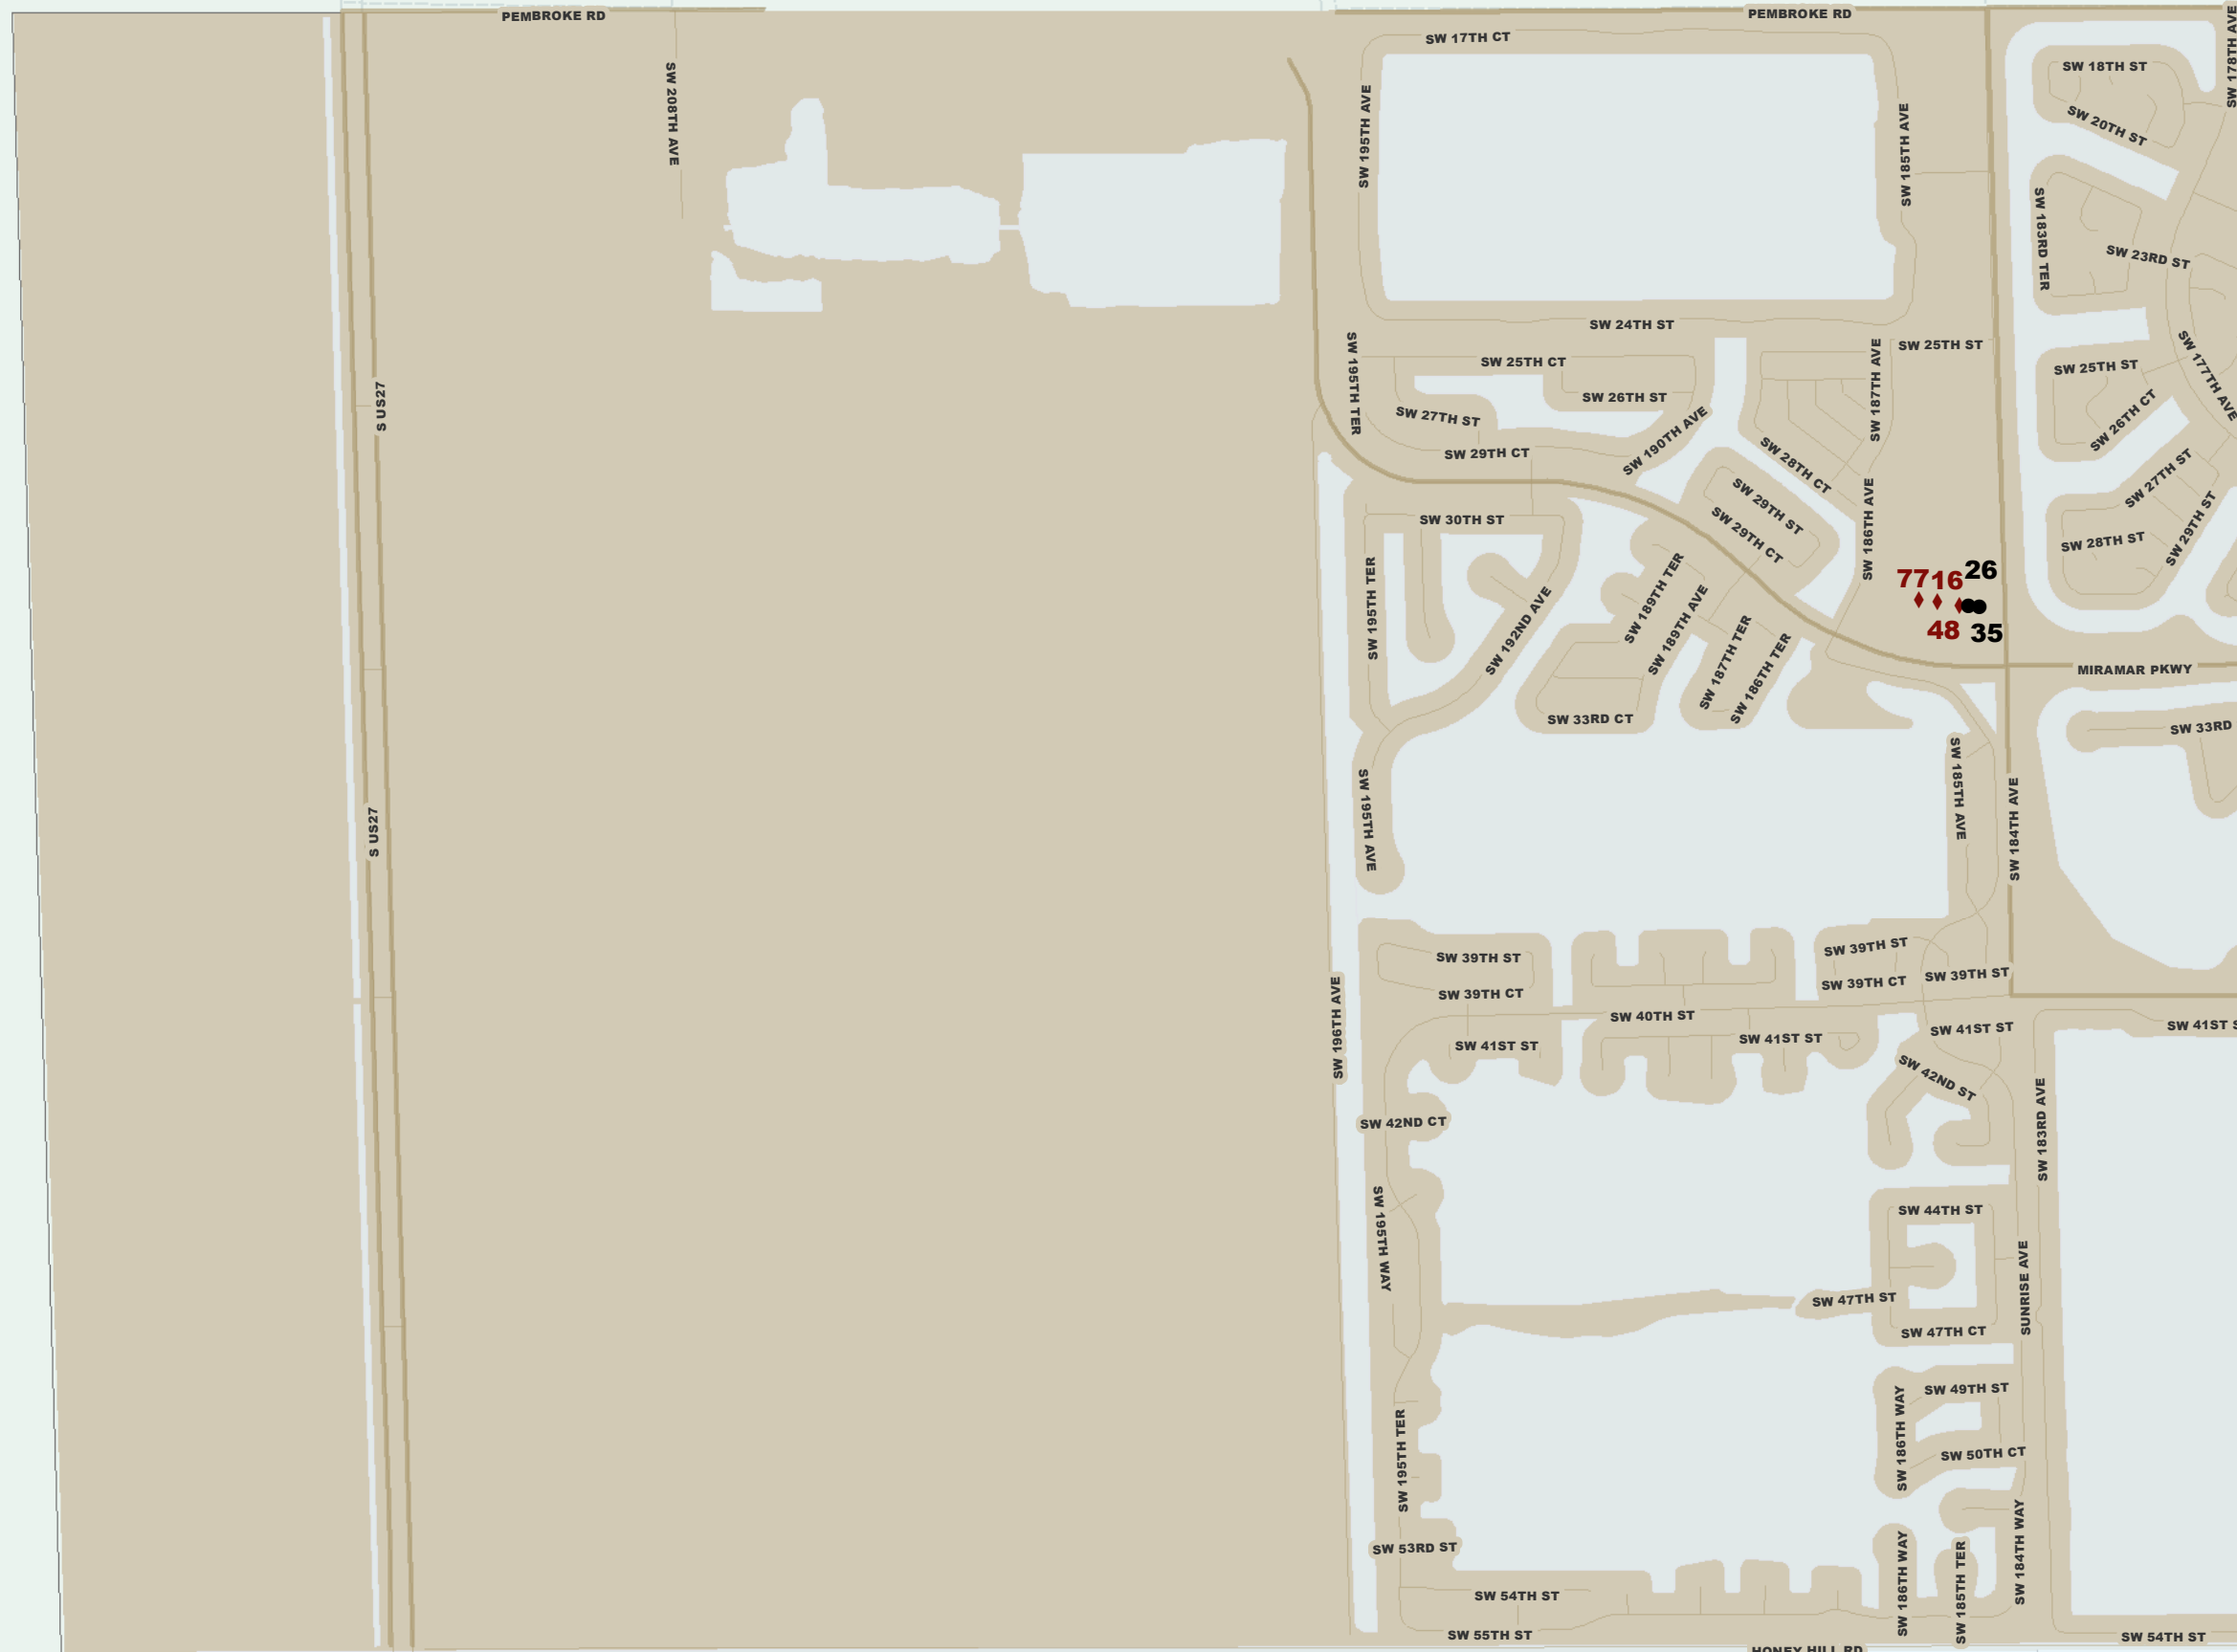 PEMBROKE RD
PEMBROKE RD
SW 178TH AVE
SW 17TH CT
SW 18TH ST
SW 208TH AVE
SW 195TH AVE
SW 185TH AVE
SW 20TH ST
SW 183RD TER
SW 23RD ST
SW 24TH ST
SW 195TH TER
SW 25TH CT
SW 187TH AVE
SW 25TH ST
SW 25TH ST
SW 177TH AVE
S US27
SW 27TH ST
SW 26TH ST
SW 26TH CT
SW 29TH CT
SW 190TH AVE
SW 28TH CT
SW 27TH ST
SW 30TH ST
SW 29TH ST
SW 29TH CT
SW 186TH AVE
SW 28TH ST
SW 29TH ST
SW 195TH TER
SW 192ND AVE
SW 189TH TER
SW 189TH AVE
77 16 26
48 35
SW 187TH TER
SW 186TH TER
MIRAMAR PKWY
SW 33RD CT
SW 33RD
S US27
SW 195TH AVE
SW 185TH AVE
SW 184TH AVE
SW 39TH ST
SW 39TH ST
SW 39TH CT
SW 39TH CT
SW 39TH ST
SW 196TH AVE
SW 40TH ST
SW 41ST ST
SW 41ST ST
SW 41ST ST
SW 41ST S
SW 42ND ST
SW 42ND CT
SW 183RD AVE
SW 195TH WAY
SW 44TH ST
SW 47TH ST
SUNRISE AVE
SW 47TH CT
SW 49TH ST
SW 186TH WAY
SW 195TH TER
SW 50TH CT
SW 53RD ST
SW 184TH WAY
SW 186TH WAY
SW 185TH TER
SW 54TH ST
SW 55TH ST
SW 54TH ST
HONEY HILL RD